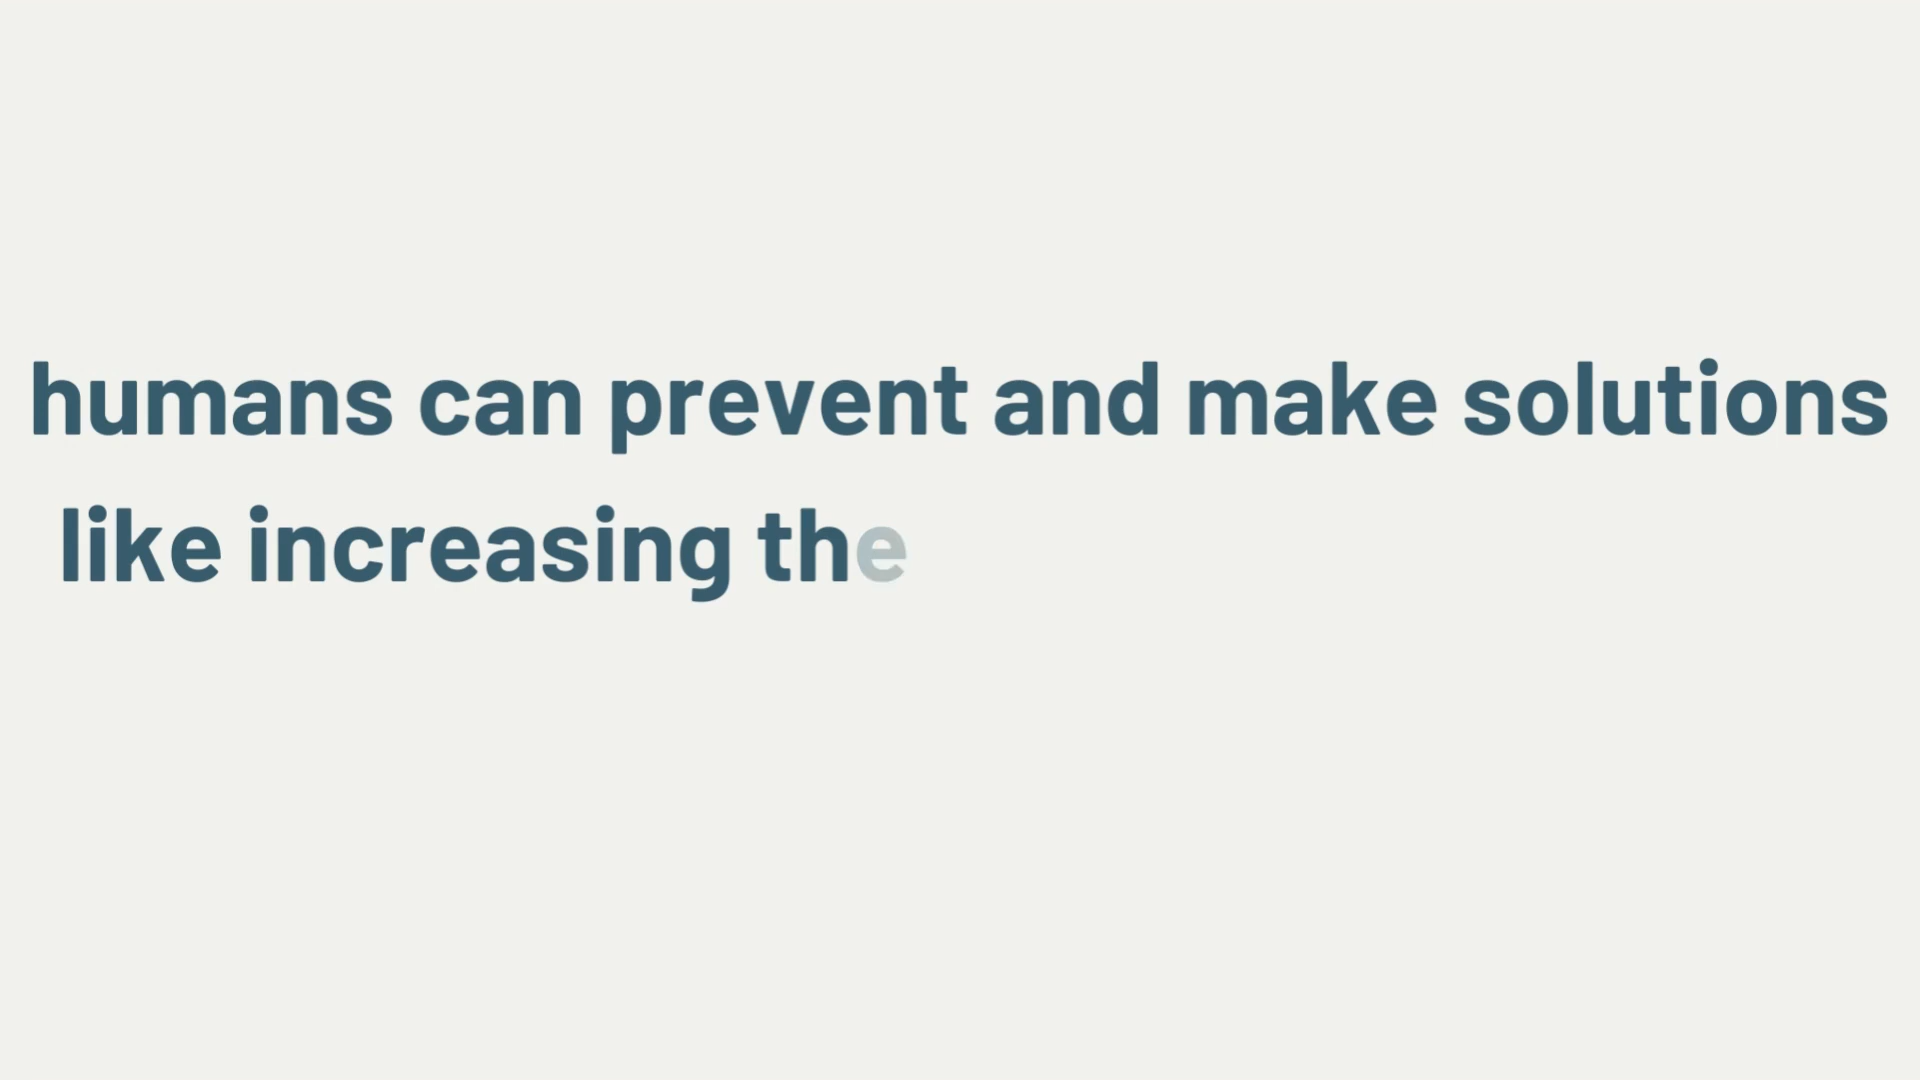 humans can prevent and make solutions
like increasing the